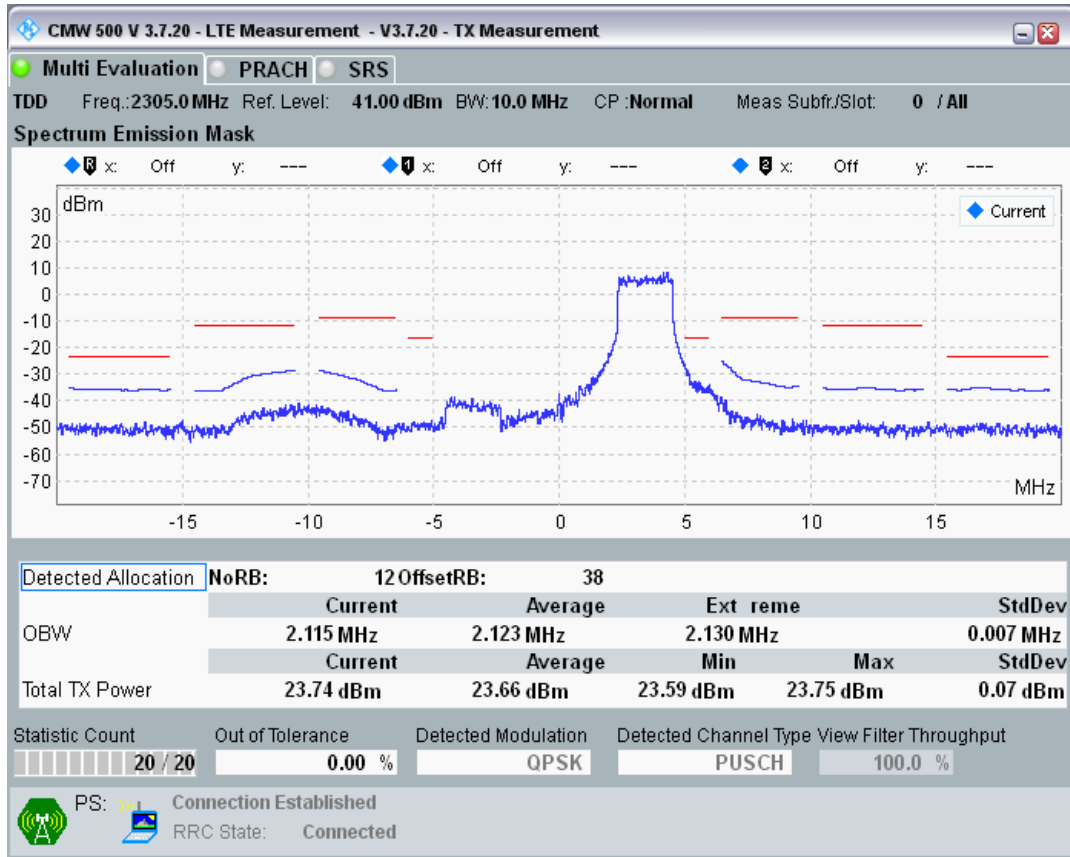 CMW 500 V 3.7.20 - LTE Measurement - V3.7.20 - TX Measurement
Multi Evaluation PRACH SRS
TDD Freq.:2305.0 MHz Ref. Level: 41.00 dBm BW:10.0 MHz CP :Normal Meas Subfr./Slot: 0 / All
Spectrum Emission Mask
R x: Off y: --- 1 x: Off y: --- 2 x: Off y: ---
dBm
Current
30
20
10
0
-10
-20
-30
-40
-50
-60
-70
MHz
-15 -10 -5 0 5 10 15
Detected Allocation NoRB: 12 OffsetRB: 38
Current Average Ext reme StdDev
OBW 2.115 MHz 2.123 MHz 2.130 MHz 0.007 MHz
Current Average Min Max StdDev
Total TX Power 23.74 dBm 23.66 dBm 23.59 dBm 23.75 dBm 0.07 dBm
Statistic Count Out of Tolerance Detected Modulation Detected Channel Type View Filter Throughput
20 / 20 0.00 % QPSK PUSCH 100.0 %
PS: Connection Established
RRC State: Connected